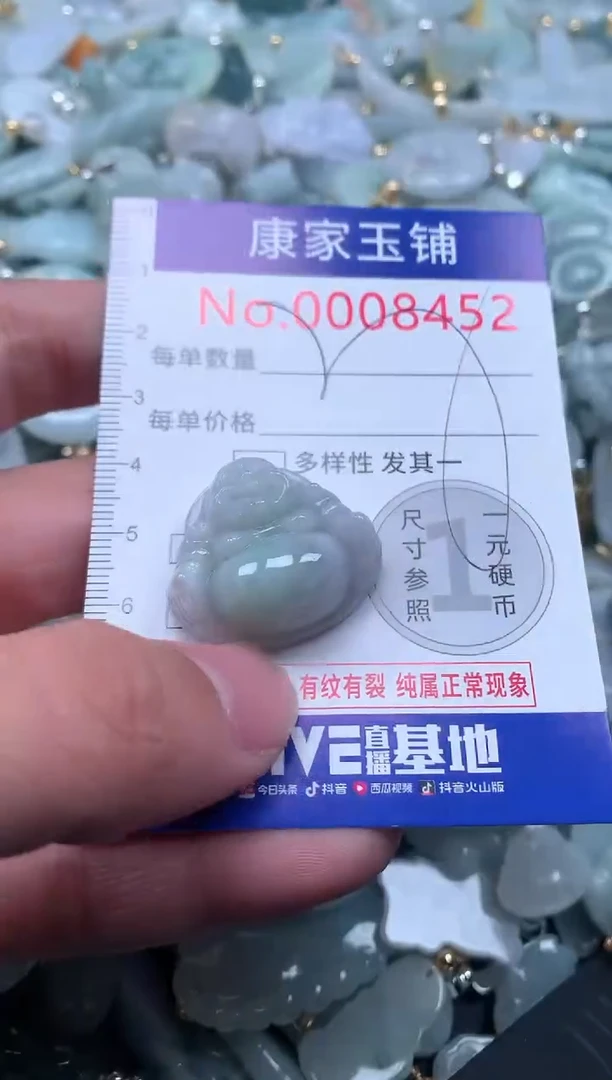 康家玉铺
No.0008452
每单数量
每单价格
多样性 发其一
尺寸参照
一元硬币
1
有纹有裂 纯属正常现象
IVE直播基地
今日头条 抖音 西瓜视频 抖音火山版
1
2
3
4
5
6